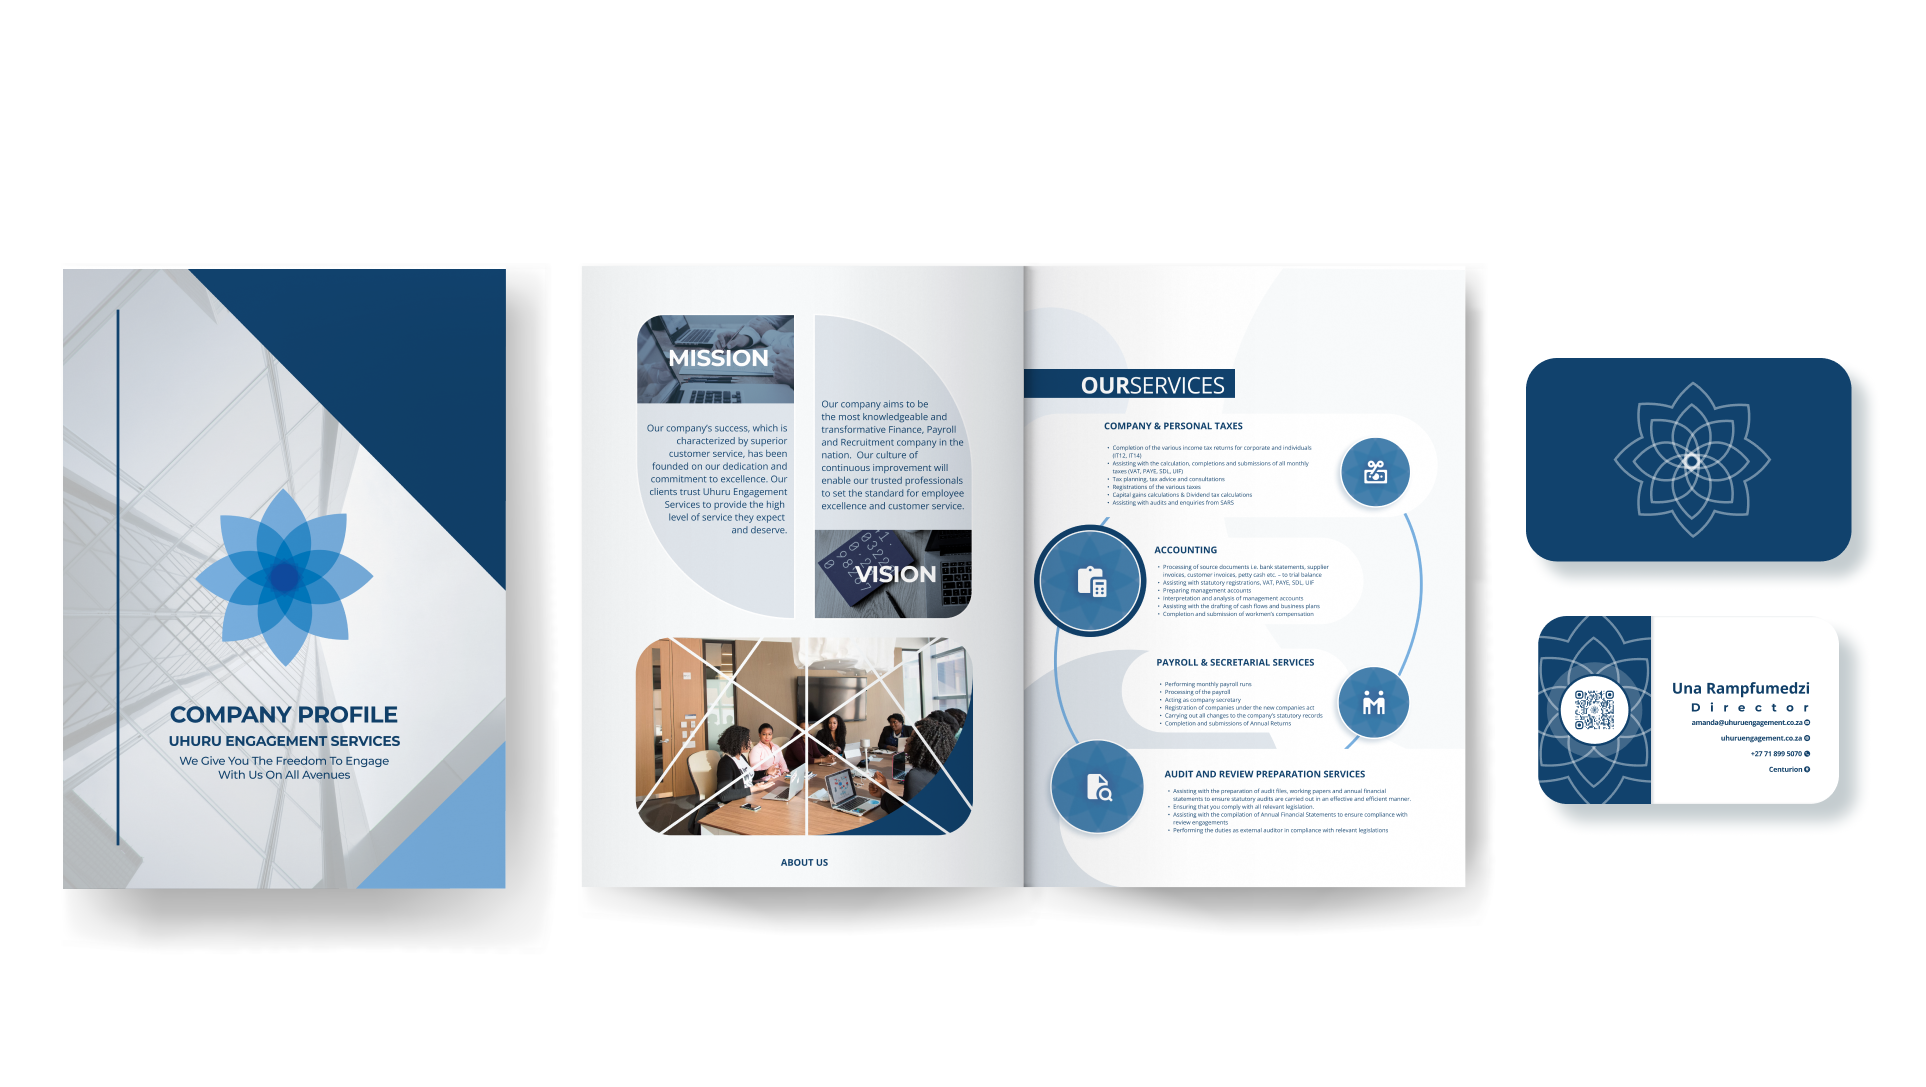 COMPANY PROFILE
UHURU ENGAGEMENT SERVICES
We Give You The Freedom To Engage
With Us On All Avenues
MISSION
Our company's success, which is
characterized by superior
customer service, has been
founded on our dedication and
commitment to excellence. Our
clients trust Uhuru Engagement
Services to provide the high
level of service they expect
and deserve.
Our company aims to be
the most knowledgeable and
transformative Finance, Payroll
and Recruitment company in the
nation. Our culture of
continuous improvement will
enable our trusted professionals
to set the standard for employee
excellence and customer service.
VISION
ABOUT US
OURSERVICES
COMPANY & PERSONAL TAXES
• Completion of the various income tax returns for corporate and individuals
(IT12, IT14)
• Assisting with the calculation, completions and submissions of all monthly
taxes (VAT, PAYE, SDL, UIF)
• Tax planning, tax advice and consultations
• Registrations of the various taxes
• Capital gains calculations & Dividend tax calculations
• Assisting with audits and enquiries from SARS
ACCOUNTING
• Processing of source documents i.e. bank statements, supplier
invoices, customer invoices, petty cash etc. – to trial balance
• Assisting with statutory registrations, VAT, PAYE, SDL, UIF
• Preparing management accounts
• Interpretation and analysis of management accounts
• Assisting with the drafting of cash flows and business plans
• Completion and submission of workmen's compensation
PAYROLL & SECRETARIAL SERVICES
• Performing monthly payroll runs
• Processing of the payroll
• Acting as company secretary
• Registration of companies under the new companies act
• Carrying out all changes to the company's statutory records
• Completion and submissions of Annual Returns
AUDIT AND REVIEW PREPARATION SERVICES
• Assisting with the preparation of audit files, working papers and annual financial
statements to ensure statutory audits are carried out in an effective and efficient manner.
• Ensuring that you comply with all relevant legislation.
• Assisting with the compilation of Annual Financial Statements to ensure compliance with
review engagements
• Performing the duties as external auditor in compliance with relevant legislations
Una Rampfumedzi
Director
amanda@uhuruengagement.co.za
uhuruengagement.co.za
+27 71 899 5070
Centurion